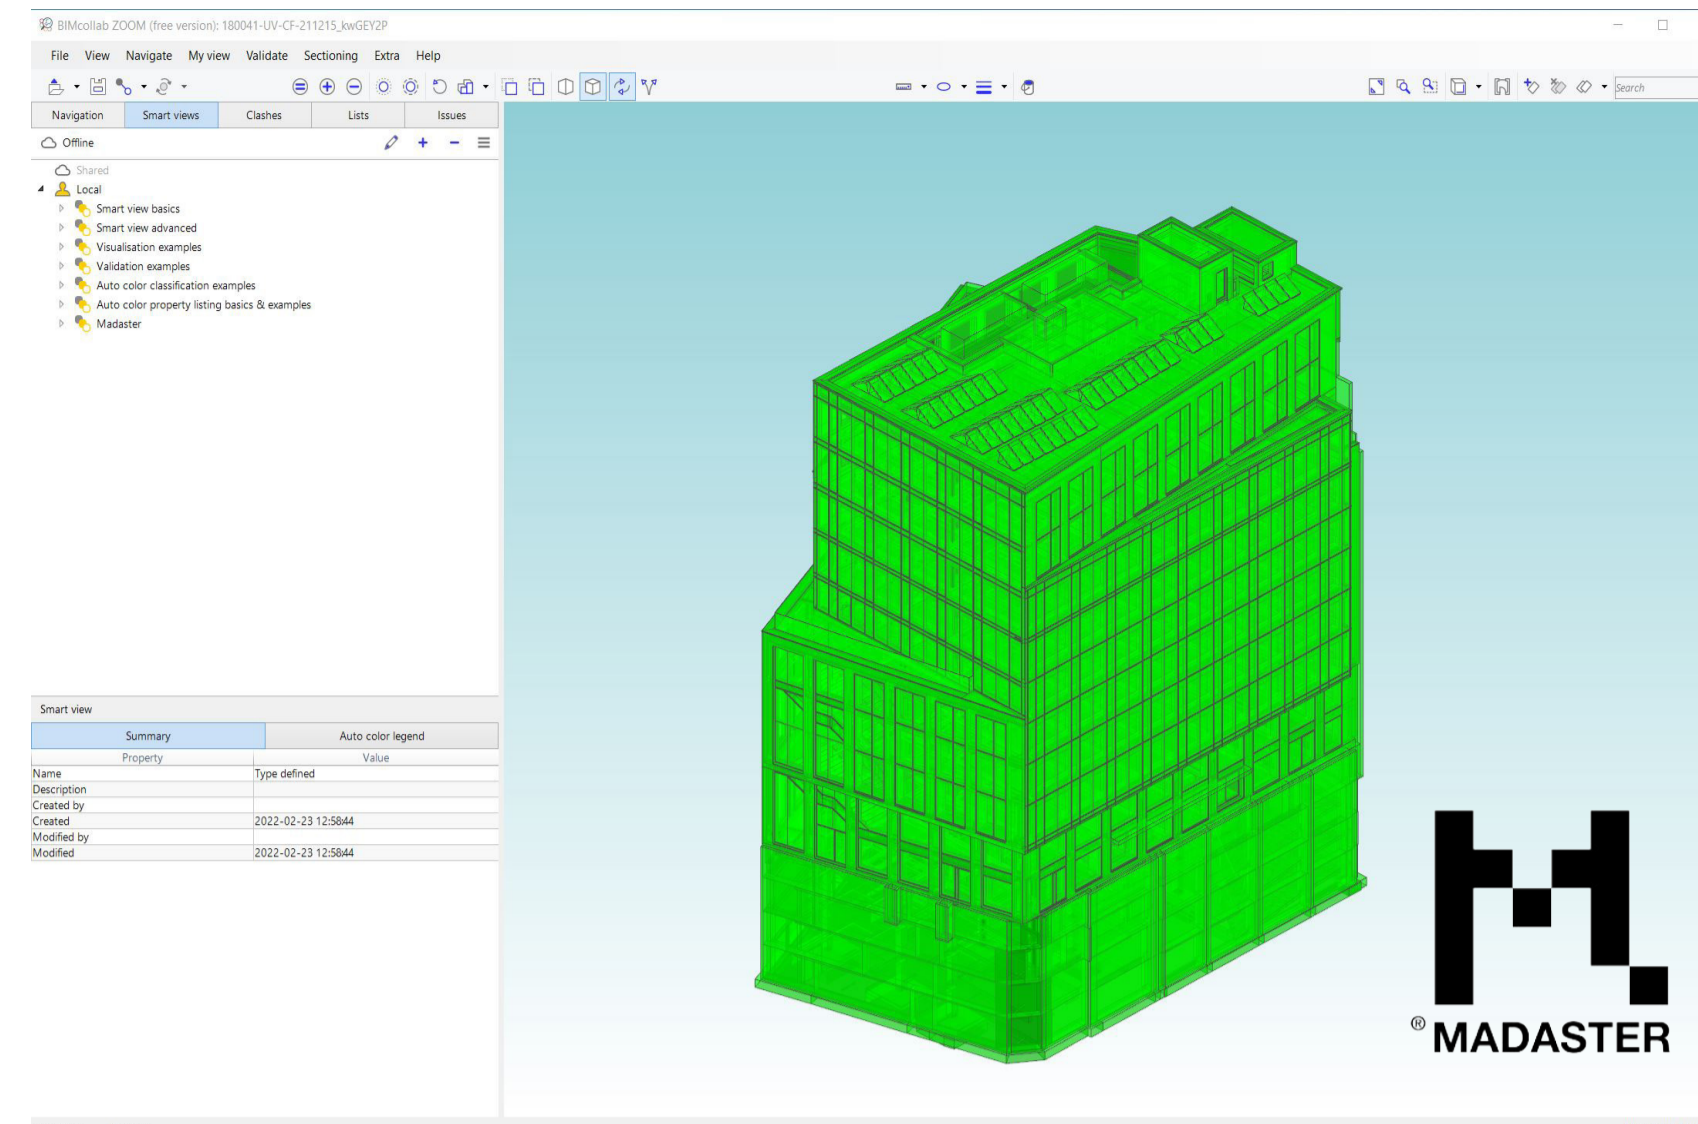 BIMcollab ZOOM (free version): 180041-UV-CF-211215_kwGEY2P
File View Navigate My view Validate Sectioning Extra Help
Search
Navigation Smart views Clashes Lists Issues
Offline
Shared
Local
Smart view basics
Smart view advanced
Visualisation examples
Validation examples
Auto color classification examples
Auto color property listing basics & examples
Madaster
Smart view
Summary Auto color legend
Property Value
Name Type defined
Description
Created by
Created 2022-02-23 12:58:44
Modified by
Modified 2022-02-23 12:58:44
® MADASTER